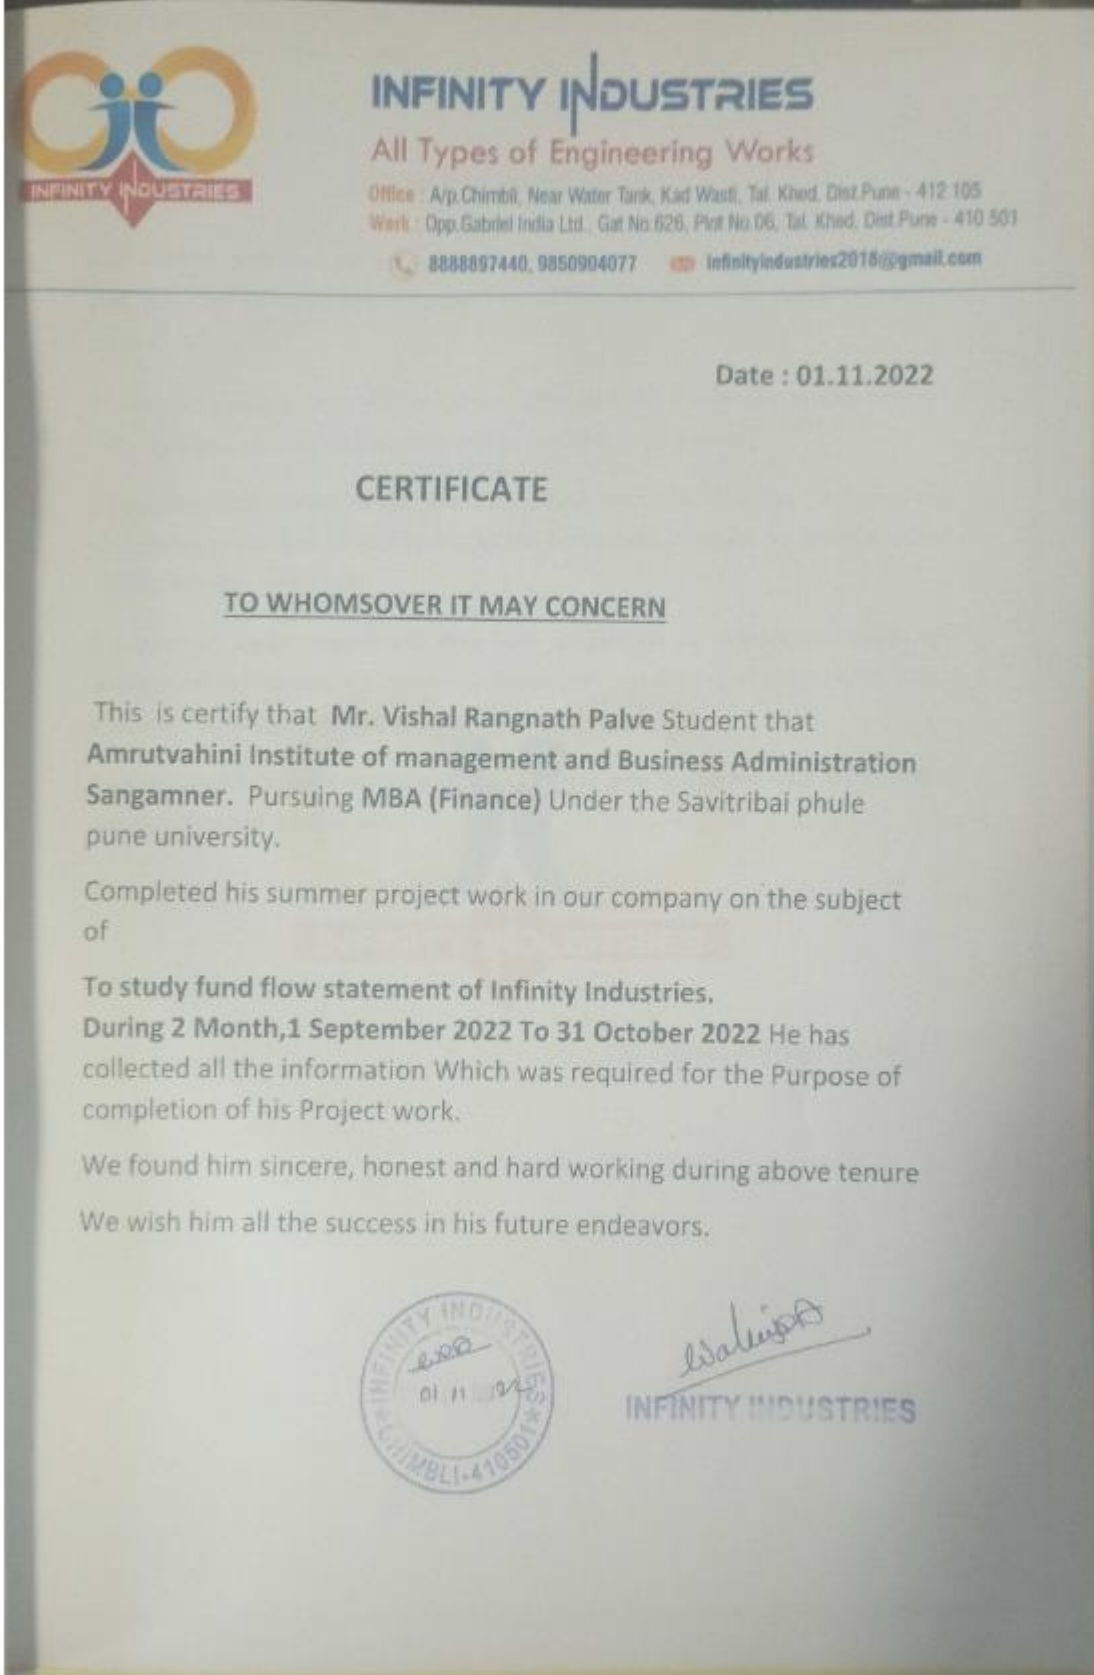 INFINITY INDUSTRIES
INFINITY INDUSTRIES
All Types of Engineering Works
Office : A/p.Chimbli, Near Water Tank, Kad Wasti, Tal. Khed, Dist.Pune - 412 105
Work : Opp.Gabriel India Ltd., Gat No.626, Plot No.06, Tal. Khed, Dist.Pune - 410 501
8888897440, 9850904077 infinityindustries2018@gmail.com
Date : 01.11.2022
CERTIFICATE
TO WHOMSOVER IT MAY CONCERN
This is certify that Mr. Vishal Rangnath Palve Student that
Amrutvahini Institute of management and Business Administration
Sangamner. Pursuing MBA (Finance) Under the Savitribai phule
pune university.
Completed his summer project work in our company on the subject
of
To study fund flow statement of Infinity Industries.
During 2 Month,1 September 2022 To 31 October 2022 He has
collected all the information Which was required for the Purpose of
completion of his Project work.
We found him sincere, honest and hard working during above tenure
We wish him all the success in his future endeavors.
INFINITY INDUSTRIES
01 11
CHIMBLI-410501
INFINITY INDUSTRIES